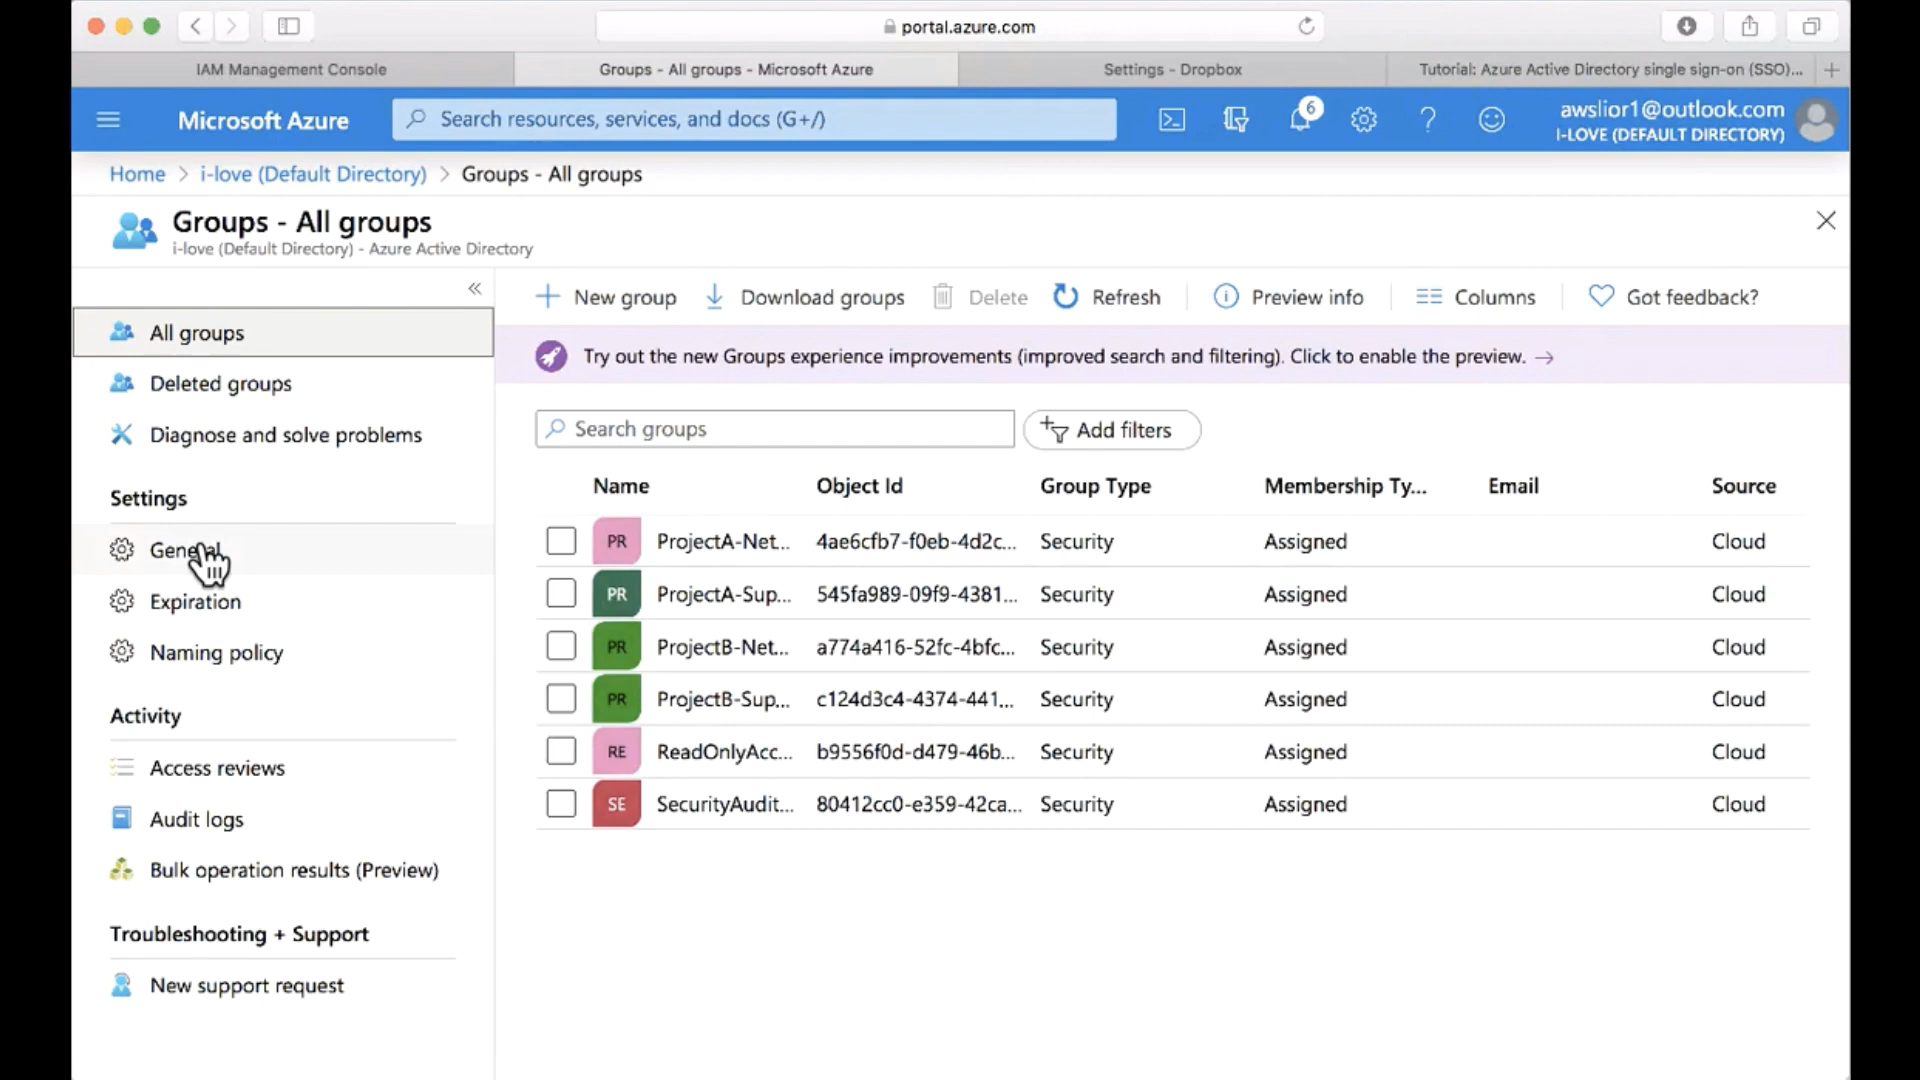 portal.azure.com
IAM Management Console
Groups - All groups - Microsoft Azure
Settings - Dropbox
Tutorial: Azure Active Directory single sign-on (SSO)...
Microsoft Azure
Search resources, services, and docs (G+/)
6
awslior1@outlook.com
I-LOVE (DEFAULT DIRECTORY)
Home > i-love (Default Directory) > Groups - All groups
Groups - All groups
i-love (Default Directory) - Azure Active Directory
«
All groups
Deleted groups
Diagnose and solve problems
Settings
General
Expiration
Naming policy
Activity
Access reviews
Audit logs
Bulk operation results (Preview)
Troubleshooting + Support
New support request
New group
Download groups
Delete
Refresh
Preview info
Columns
Got feedback?
Try out the new Groups experience improvements (improved search and filtering). Click to enable the preview. →
Search groups
Add filters
Name Object Id Group Type Membership Ty... Email Source
PR ProjectA-Net... 4ae6cfb7-f0eb-4d2c... Security Assigned Cloud
PR ProjectA-Sup... 545fa989-09f9-4381... Security Assigned Cloud
PR ProjectB-Net... a774a416-52fc-4bfc... Security Assigned Cloud
PR ProjectB-Sup... c124d3c4-4374-441... Security Assigned Cloud
RE ReadOnlyAcc... b9556f0d-d479-46b... Security Assigned Cloud
SE SecurityAudit... 80412cc0-e359-42ca... Security Assigned Cloud